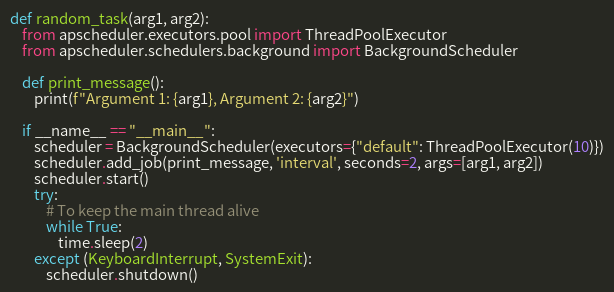 def random_task(arg1, arg2):
    from apscheduler.executors.pool import ThreadPoolExecutor
    from apscheduler.schedulers.background import BackgroundScheduler

    def print_message():
        print(f"Argument 1: {arg1}, Argument 2: {arg2}")

    if __name__ == "__main__":
        scheduler = BackgroundScheduler(executors={"default": ThreadPoolExecutor(10)})
        scheduler.add_job(print_message, 'interval', seconds=2, args=[arg1, arg2])
        scheduler.start()
        try:
            # To keep the main thread alive
            while True:
                time.sleep(2)
        except (KeyboardInterrupt, SystemExit):
            scheduler.shutdown()